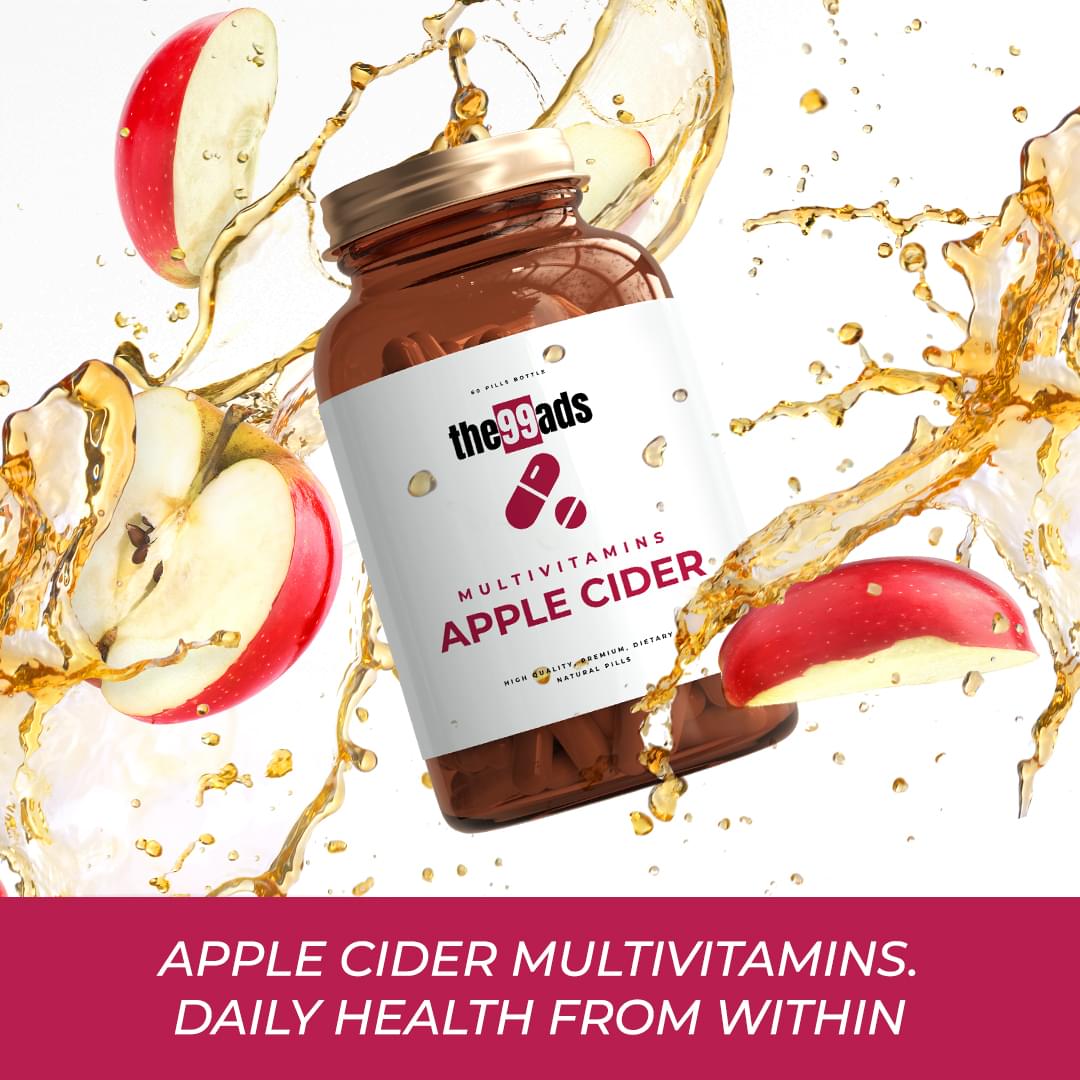 60 PILLS BOTTLE
the99ads
MULTIVITAMINS
APPLE CIDER
HIGH QUALITY, PREMIUM, DIETARY
NATURAL PILLS
APPLE CIDER MULTIVITAMINS.
DAILY HEALTH FROM WITHIN